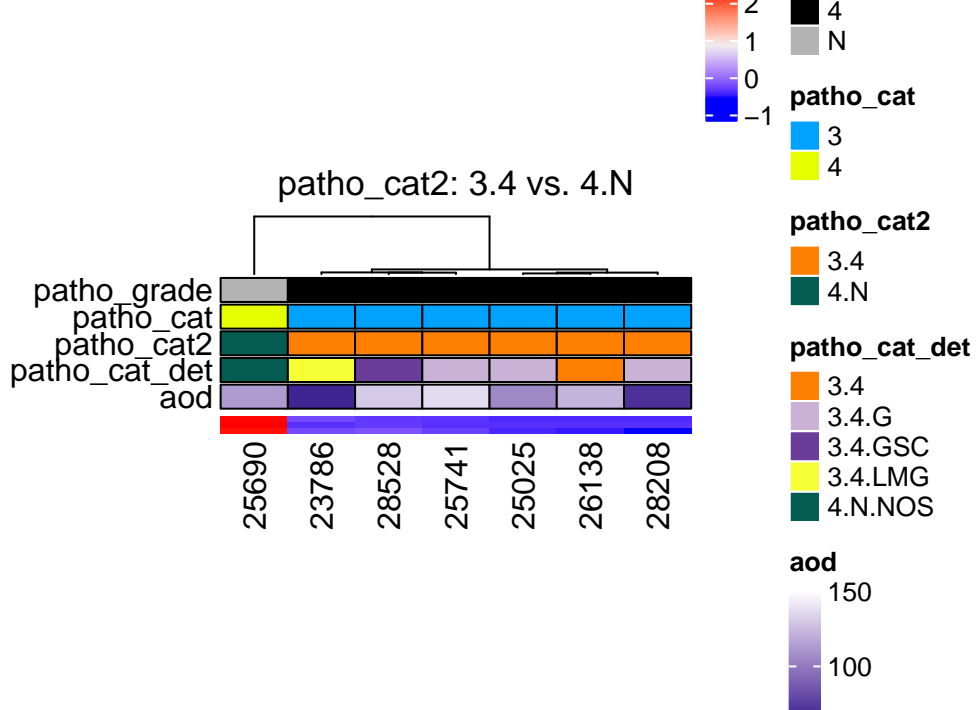 patho_cat2: 3.4 vs. 4.N
patho_grade
patho_cat
patho_cat2
patho_cat_det
aod
25690
23786
28528
25741
25025
26138
28208
2
1
0
−1
4
N
patho_cat
3
4
patho_cat2
3.4
4.N
patho_cat_det
3.4
3.4.G
3.4.GSC
3.4.LMG
4.N.NOS
aod
150
100